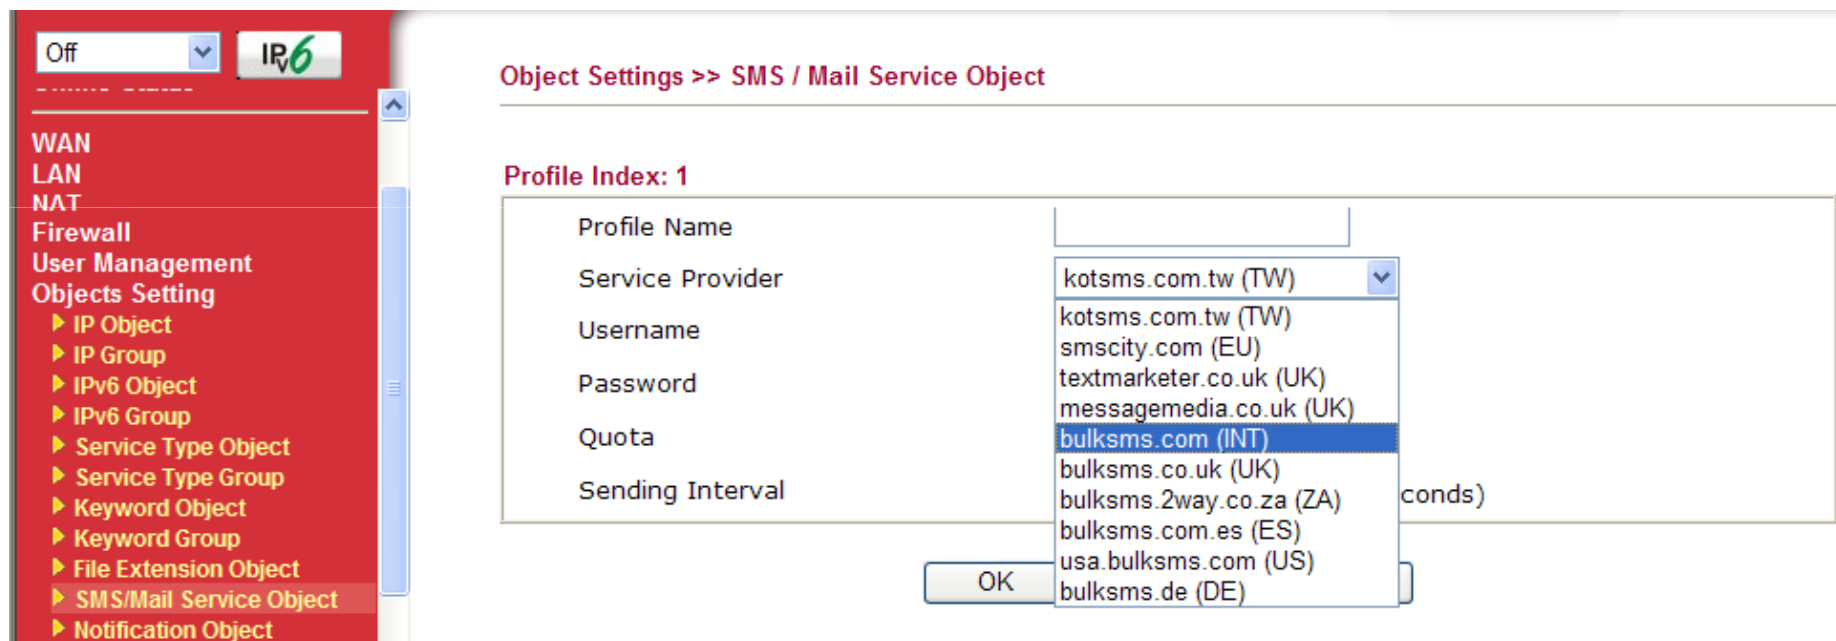 Off
IPv6
Online Status
WAN
LAN
NAT
Firewall
User Management
Objects Setting
IP Object
IP Group
IPv6 Object
IPv6 Group
Service Type Object
Service Type Group
Keyword Object
Keyword Group
File Extension Object
SMS/Mail Service Object
Notification Object
Object Settings >> SMS / Mail Service Object
Profile Index: 1
Profile Name
Service Provider kotsms.com.tw (TW)
kotsms.com.tw (TW)
Username
smscity.com (EU)
textmarketer.co.uk (UK)
Password
messagemedia.co.uk (UK)
Quota bulksms.com (INT)
bulksms.co.uk (UK)
Sending Interval bulksms.2way.co.za (ZA) conds)
bulksms.com.es (ES)
usa.bulksms.com (US)
OK bulksms.de (DE)